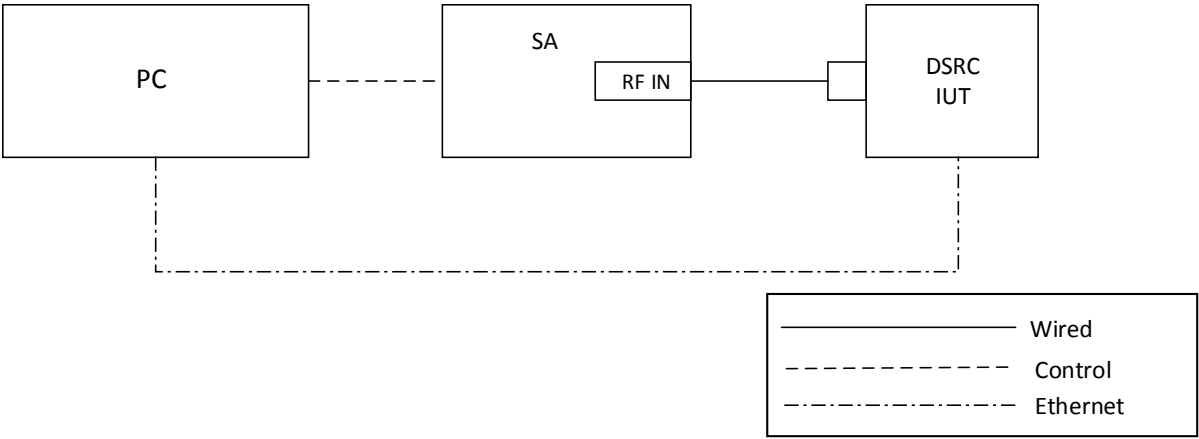 PC
SA
RF IN
DSRC
IUT
Wired
Control
Ethernet